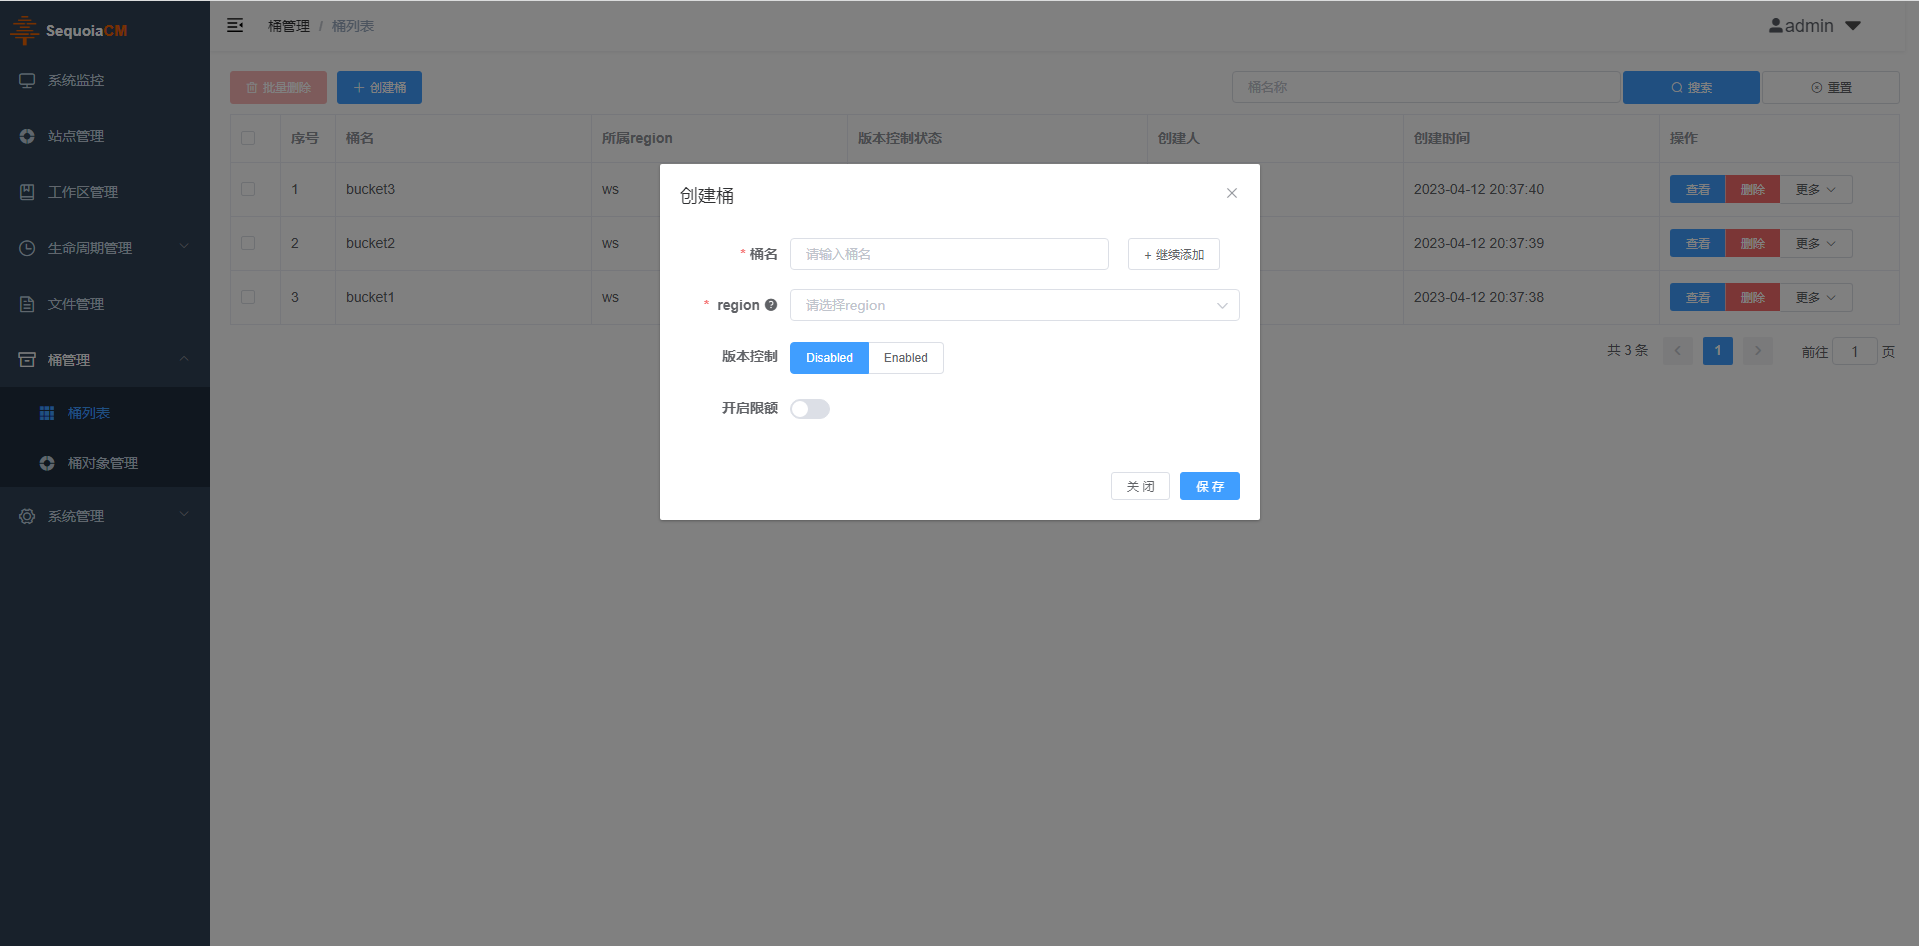 SequoiaCM
系统监控
站点管理
工作区管理
生命周期管理
文件管理
桶管理
桶列表
桶对象管理
系统管理
桶管理 / 桶列表
admin
批量删除
+ 创建桶
桶名称
搜索
重置
序号 桶名 所属region 版本控制状态 创建人 创建时间 操作
1 bucket3 ws 2023-04-12 20:37:40 查看 删除 更多
2 bucket2 ws 2023-04-12 20:37:39 查看 删除 更多
3 bucket1 ws 2023-04-12 20:37:38 查看 删除 更多
共 3 条 1 前往 1 页
创建桶
* 桶名 请输入桶名 + 继续添加
* region 请选择region
版本控制 Disabled Enabled
开启限额
关 闭 保 存